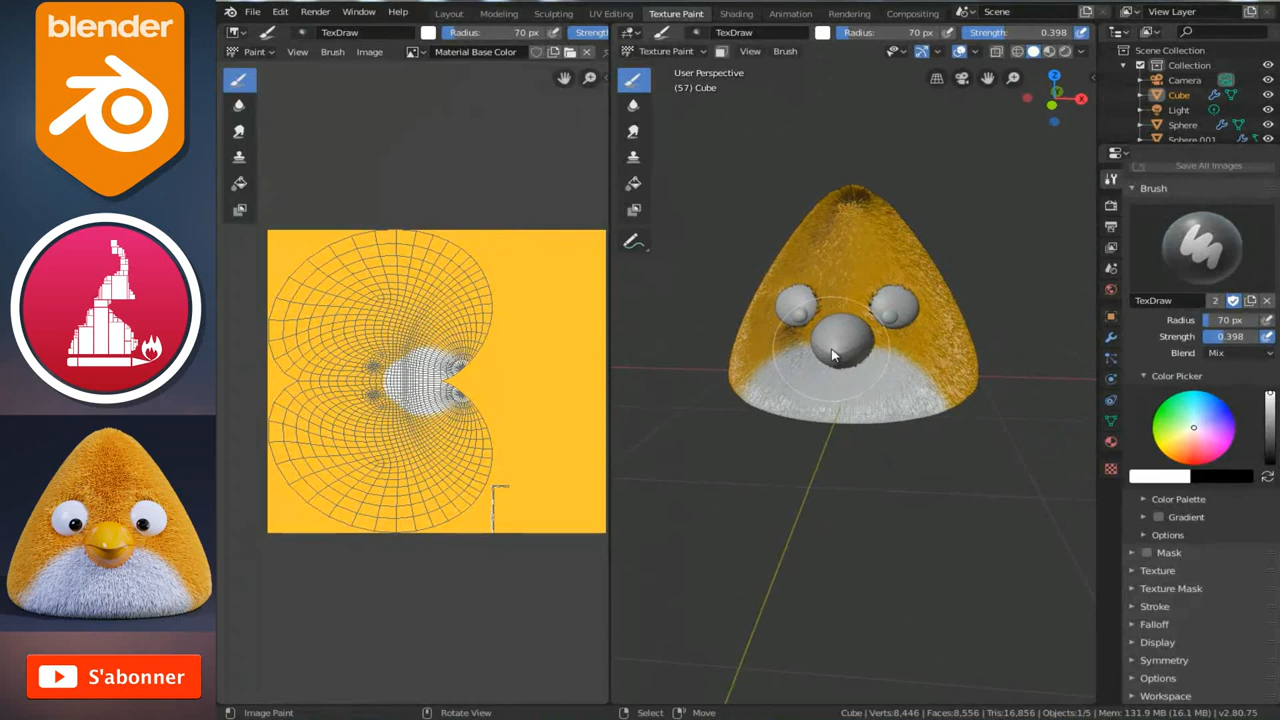 blender
File Edit Render Window Help
Layout Modeling Sculpting UV Editing Texture Paint Shading Animation Rendering Compositing
Scene
View Layer
TexDraw
Radius: 70 px
Strength
TexDraw
Radius: 70 px
Strength: 0.398
Paint View Brush Image
Material Base Color
Texture Paint View Brush
User Perspective
(57) Cube
Z
X
Scene Collection
Collection
Camera
Cube
Light
Sphere
Sphere.001
Save All Images
Brush
TexDraw
2
Radius 70 px
Strength 0.398
Blend Mix
Color Picker
Color Palette
Gradient
Options
Mask
Texture
Texture Mask
Stroke
Falloff
Display
Symmetry
Options
Workspace
S'abonner
Image Paint
Rotate View
Select
Move
Cube | Verts:8,446 | Faces:8,556 | Tris:16,856 | Objects:1/5 | Mem: 131.9 MB (16.1 MB) | v2.80.75